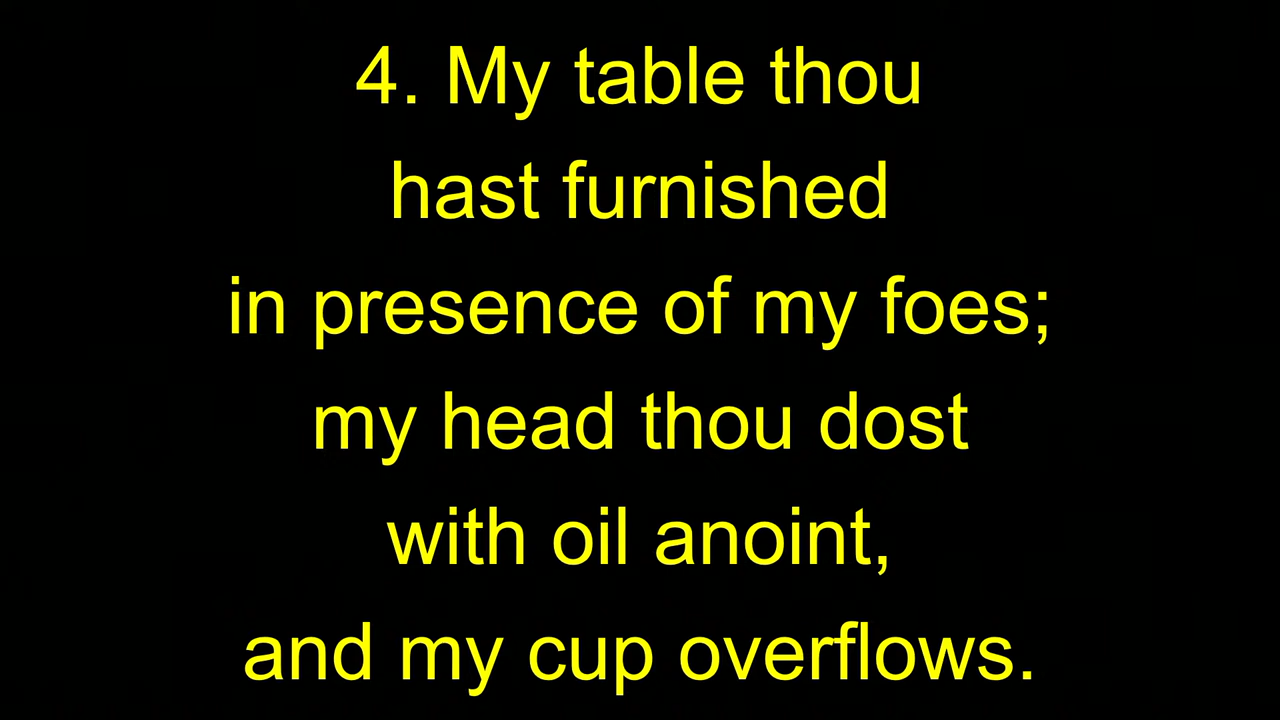 4. My table thou
hast furnished
in presence of my foes;
my head thou dost
with oil anoint,
and my cup overflows.